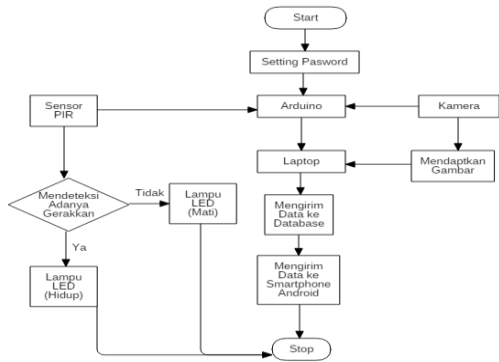 Start
Setting Pasword
Sensor
PIR
Arduino
Kamera
Laptop
Mendaptkan
Gambar
Mendeteksi
Adanya
Gerakkan
Tidak
Lampu
LED
(Mati)
Mengirim
Data ke
Database
Ya
Lampu
LED
(Hidup)
Mengirim
Data ke
Smartphone
Android
Stop